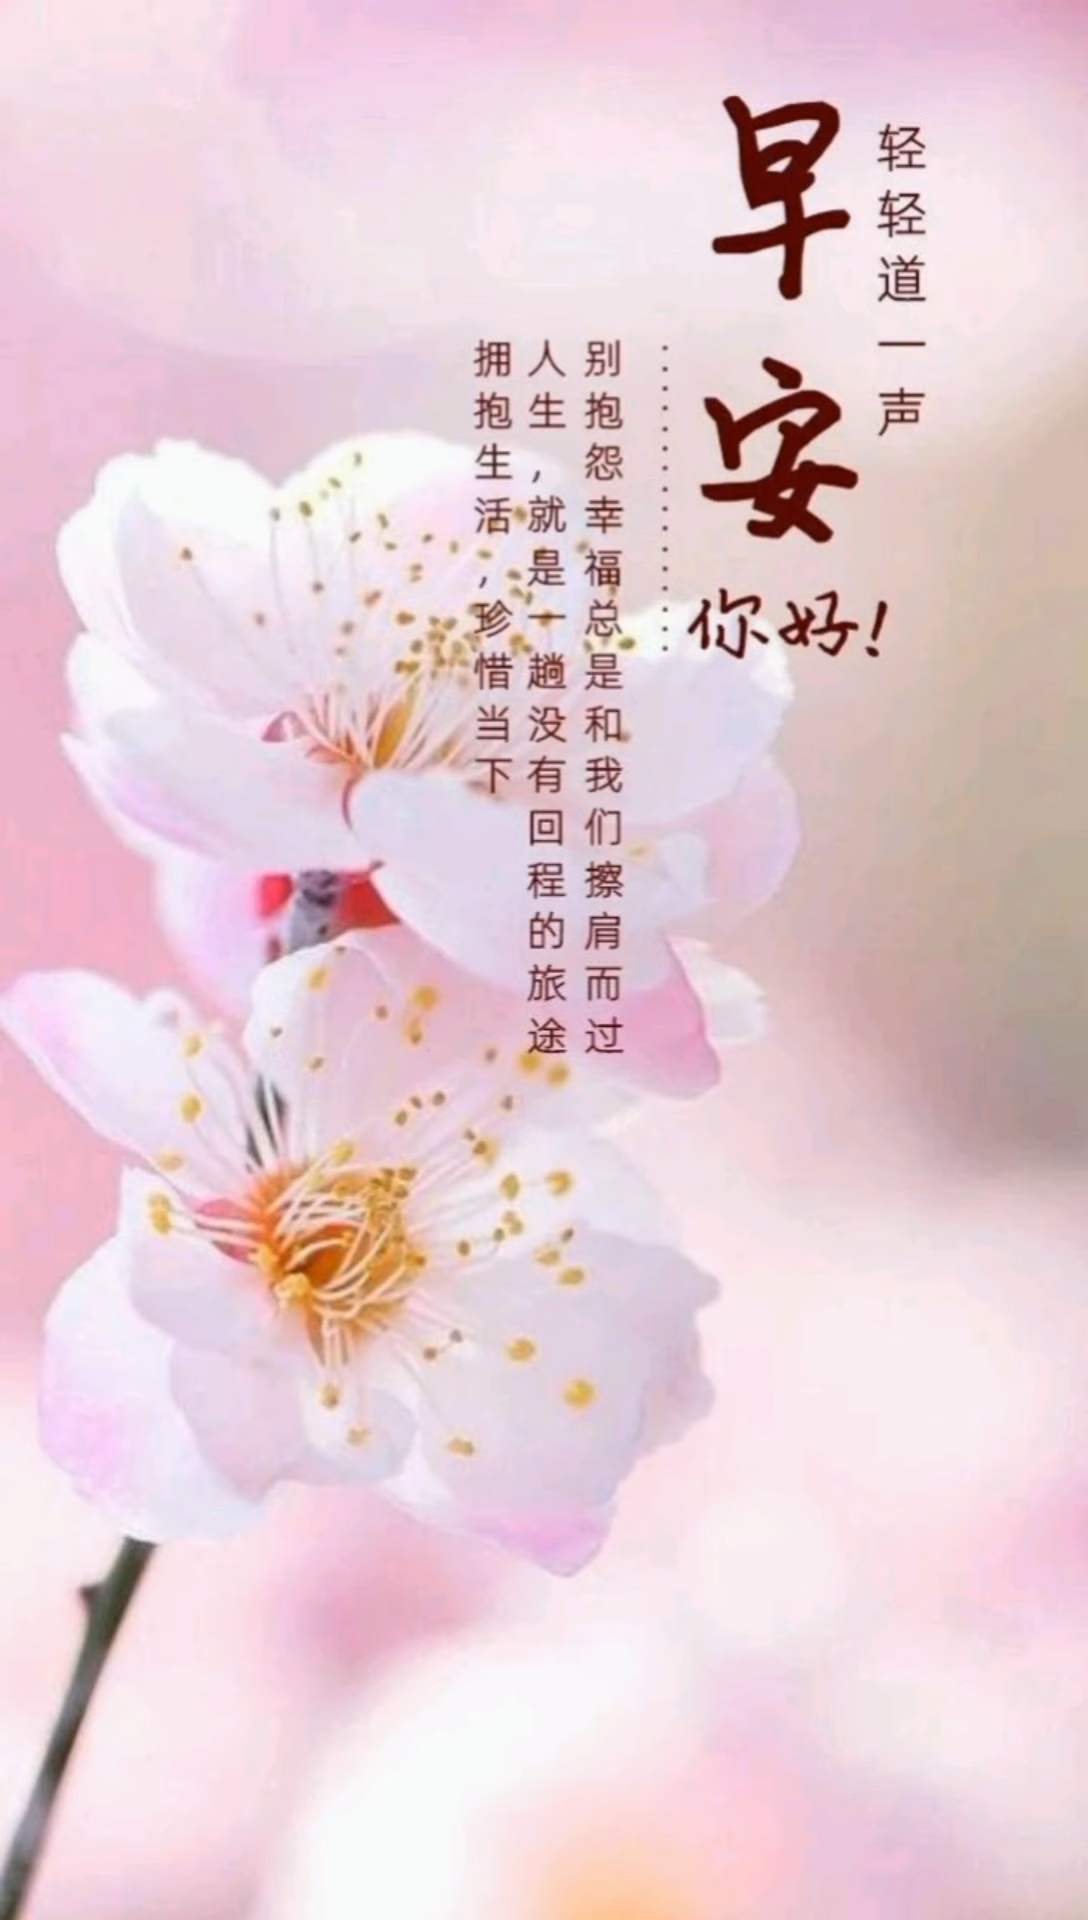 轻轻道一声
早安
你好!
别抱怨幸福总是和我们擦肩而过
人生,就是一趟没有回程的旅途
拥抱生活,珍惜当下